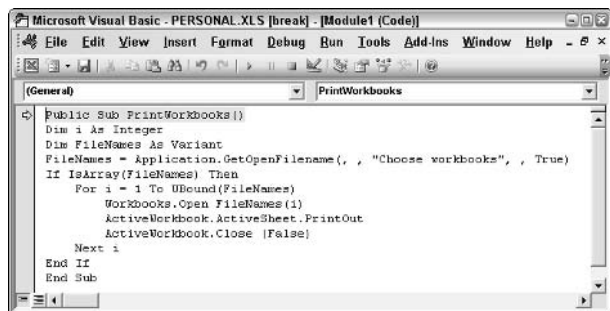 Microsoft Visual Basic - PERSONAL.XLS [break] - [Module1 (Code)]
File Edit View Insert Format Debug Run Tools Add-Ins Window Help
(General) PrintWorkbooks
Public Sub PrintWorkbooks()
Dim i As Integer
Dim FileNames As Variant
FileNames = Application.GetOpenFilename(, , "Choose workbooks", , True)
If IsArray(FileNames) Then
For i = 1 To UBound(FileNames)
Workbooks.Open FileNames(i)
ActiveWorkbook.ActiveSheet.PrintOut
ActiveWorkbook.Close (False)
Next i
End If
End Sub